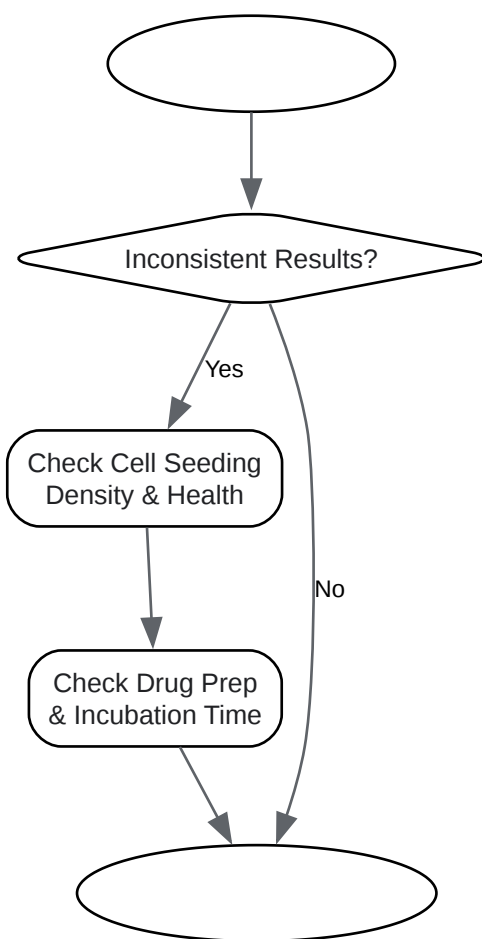 Inconsistent Results?
Yes
Check Cell Seeding
Density & Health
No
Check Drug Prep
& Incubation Time